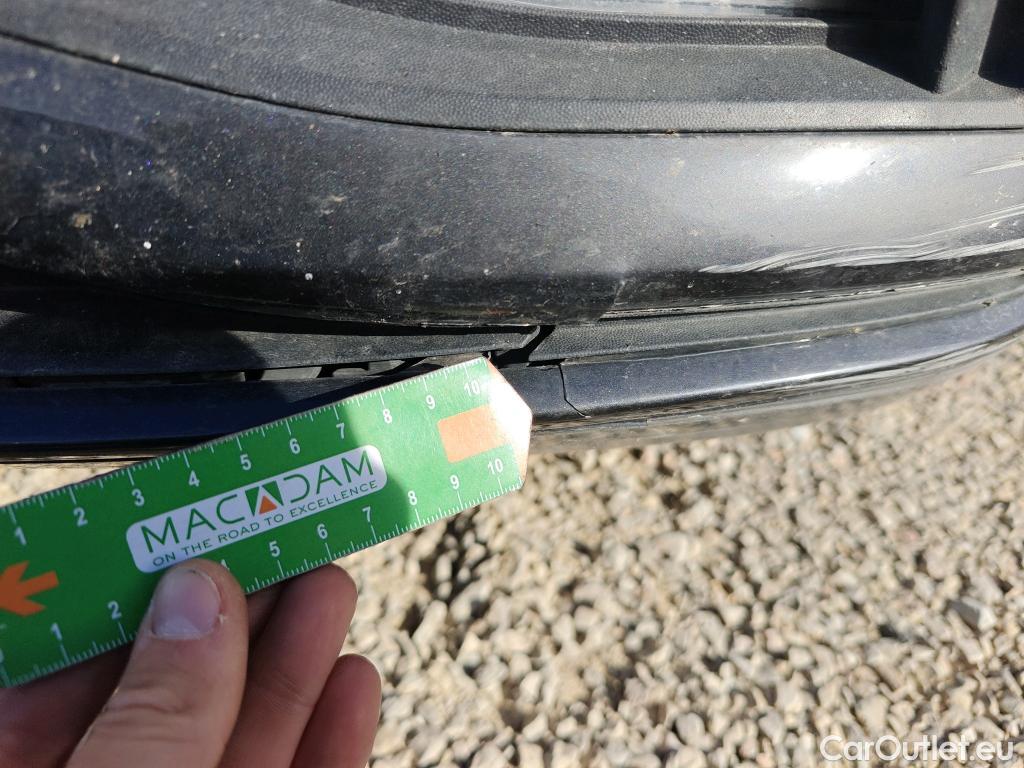 1 2 3 4 5 6 7 8 9 10
MACADAM
ON THE ROAD TO EXCELLENCE
1 2 4 5 6 7 8 9 10
CarOutlet.eu